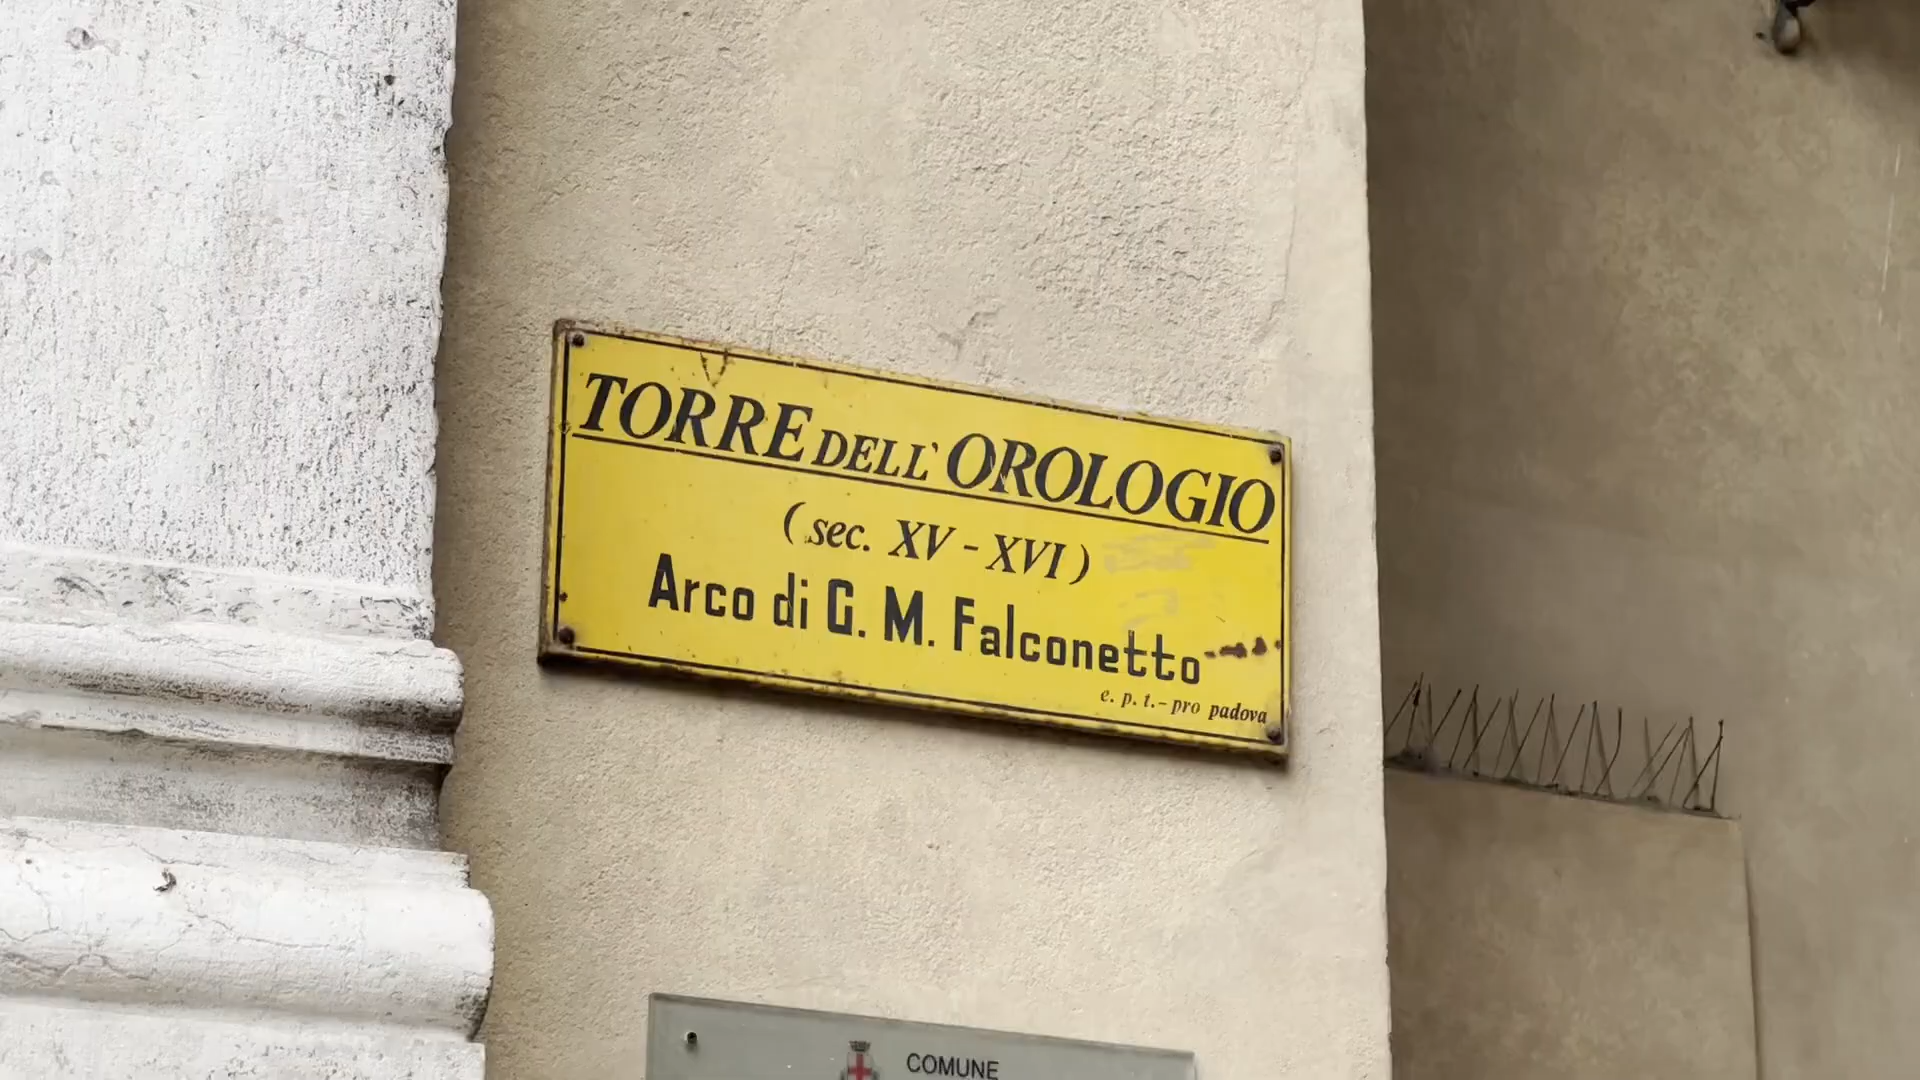 TORRE DELL' OROLOGIO
( sec. XV - XVI )
Arco di G. M. Falconetto
e. p. t.- pro padova
COMUNE